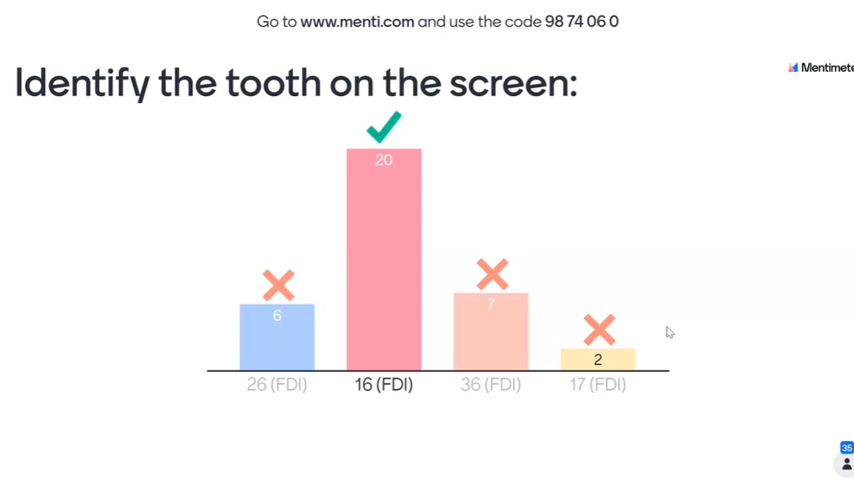 Go to www.menti.com and use the code 98 74 06 0
Mentimete
Identify the tooth on the screen:
20
6
7
2
26 (FDI) 16 (FDI) 36 (FDI) 17 (FDI)
35